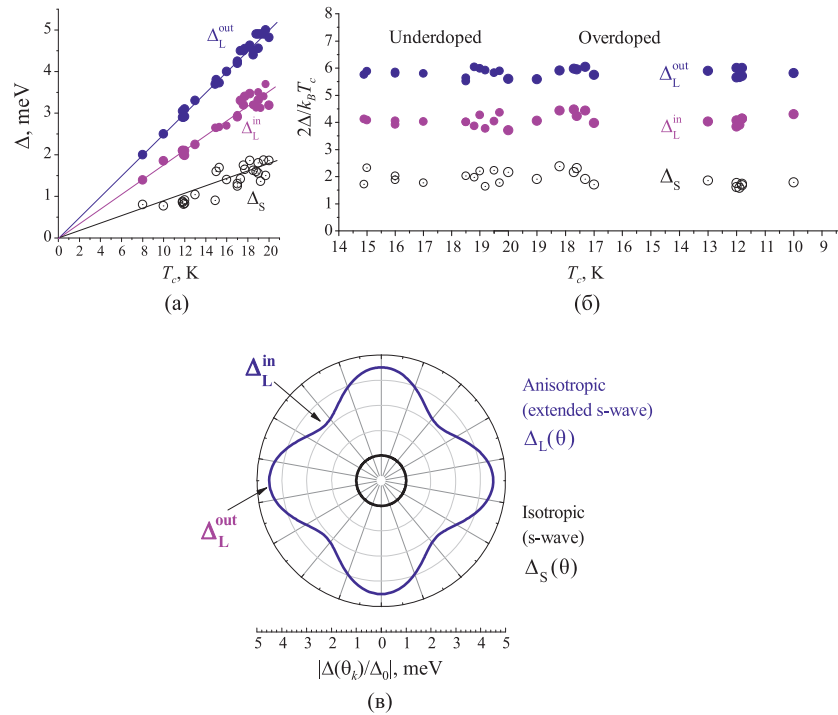 (а)
5
4
3
2
1
0
Δ, meV
Δ_L^out
Δ_L^in
Δ_S
0 2 4 6 8 10 12 14 16 18 20
T_c, K
(б)
8
7
6
5
4
3
2
1
0
2Δ/k_BT_c
Underdoped Overdoped
Δ_L^out
Δ_L^in
Δ_S
14 15 16 17 18 19 20 19 18 17 16 15 14 13 12 11 10 9
T_c, K
(а)
(б)
Δ_L^in
Δ_L^out
Anisotropic
(extended s-wave)
Δ_L(θ)
Isotropic
(s-wave)
Δ_S(θ)
5 4 3 2 1 0 1 2 3 4 5
|Δ(θ_k)/Δ_0|, meV
(в)